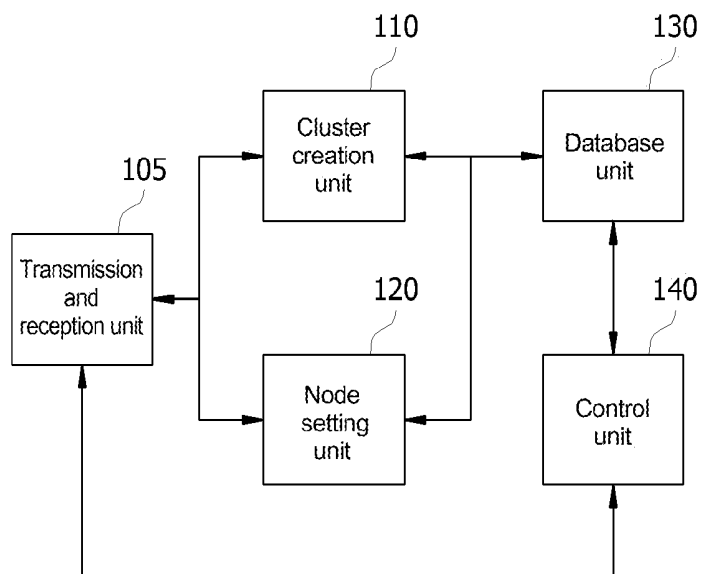 110
Cluster
creation
unit
130
Database
unit
105
Transmission
and
reception unit
120
Node
setting
unit
140
Control
unit